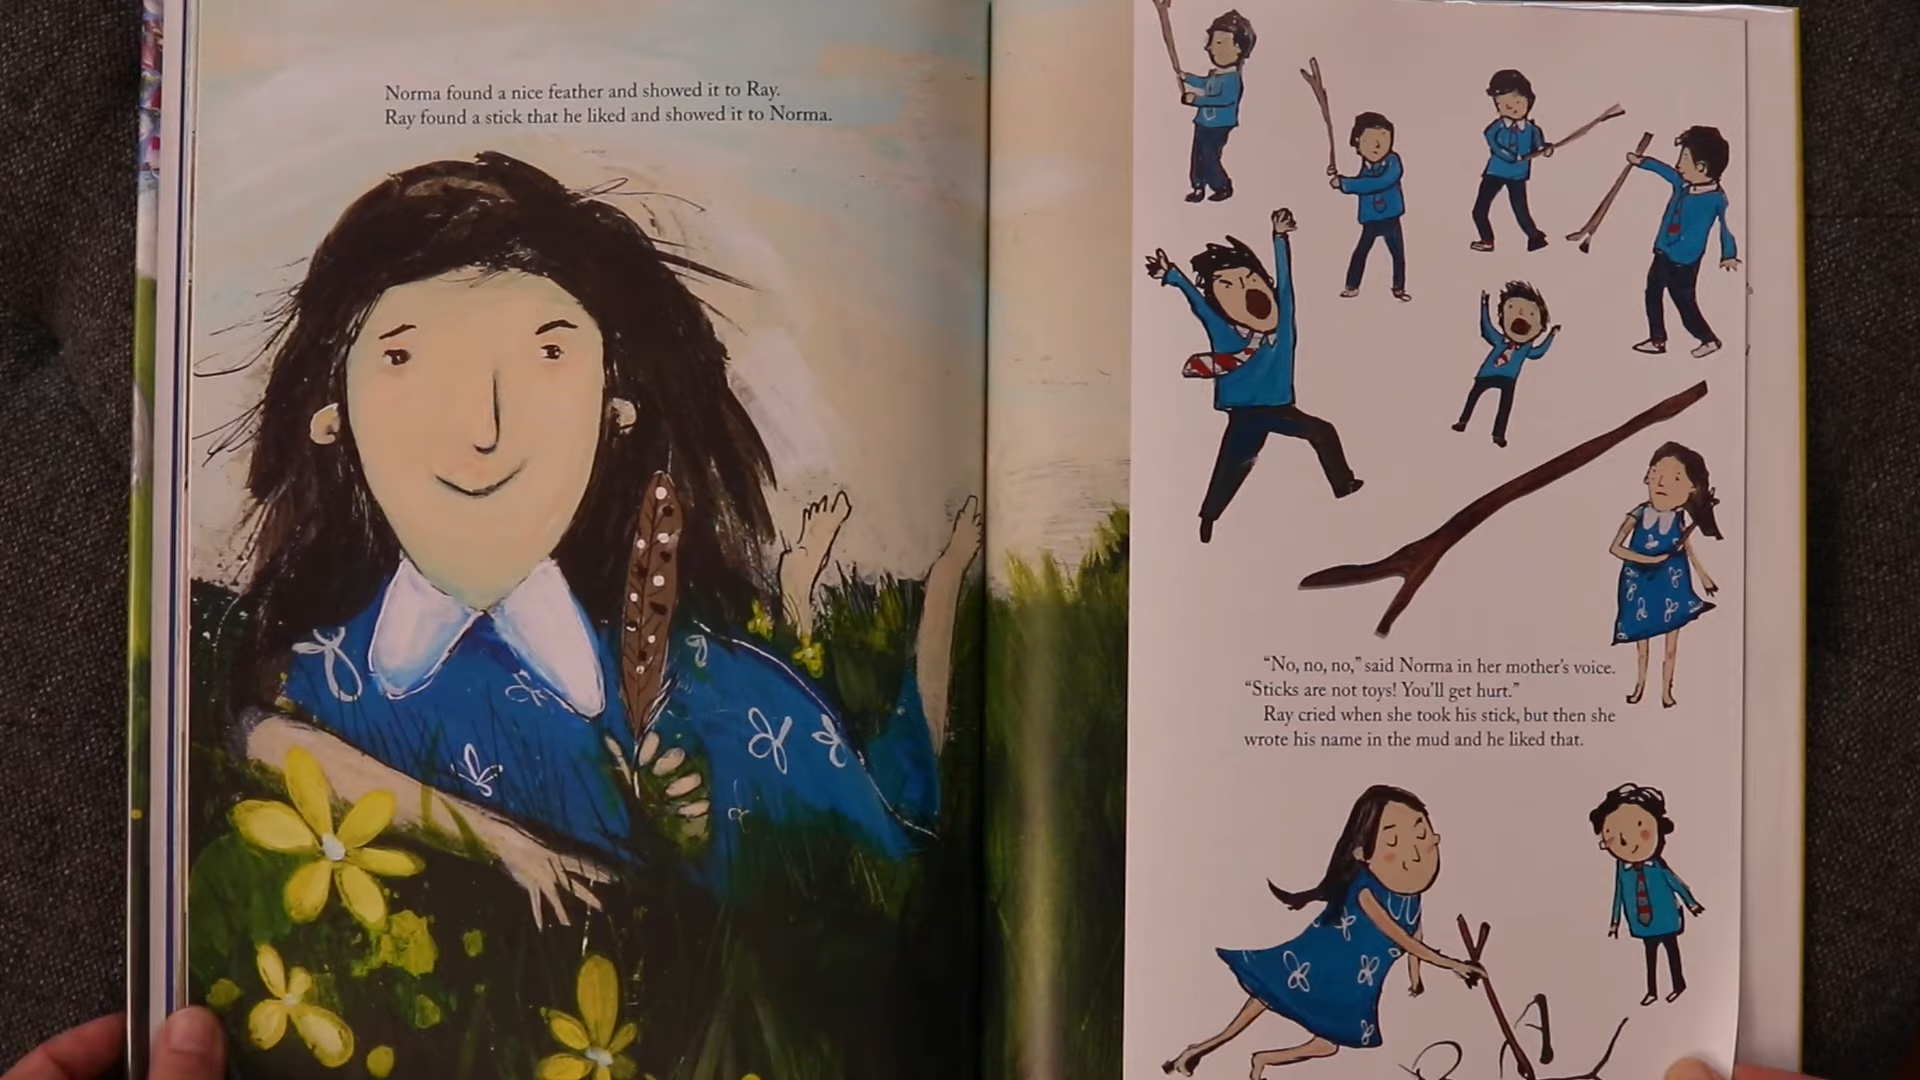 Norma found a nice feather and showed it to Ray.
Ray found a stick that he liked and showed it to Norma.
“No, no, no,” said Norma in her mother’s voice.
“Sticks are not toys! You’ll get hurt.”
Ray cried when she took his stick, but then she
wrote his name in the mud and he liked that.
RAY